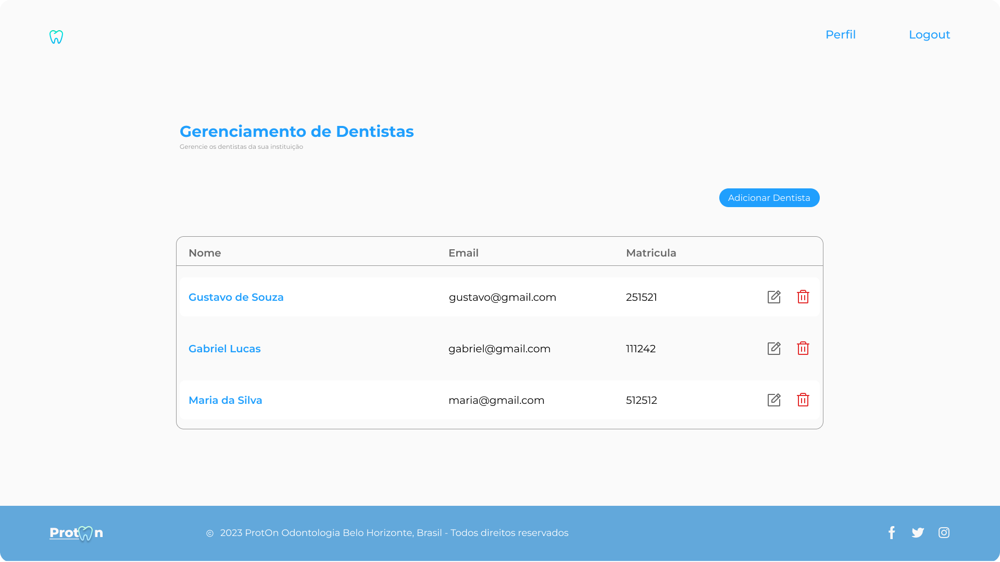 Perfil Logout
Gerenciamento de Dentistas
Gerencie os dentistas da sua instituição
Adicionar Dentista
Nome Email Matricula
Gustavo de Souza gustavo@gmail.com 251521
Gabriel Lucas gabriel@gmail.com 111242
Maria da Silva maria@gmail.com 512512
ProtOn © 2023 ProtOn Odontologia Belo Horizonte, Brasil - Todos direitos reservados